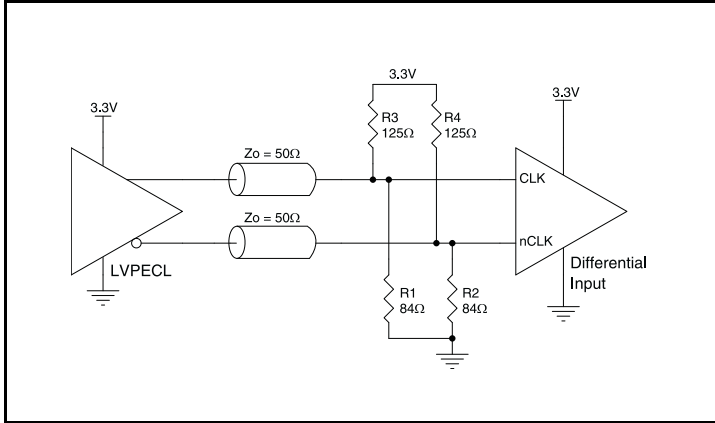 3.3V
3.3V
3.3V
R3
125Ω
R4
125Ω
Zo = 50Ω
CLK
Zo = 50Ω
nCLK
LVPECL
Differential
Input
R1
84Ω
R2
84Ω